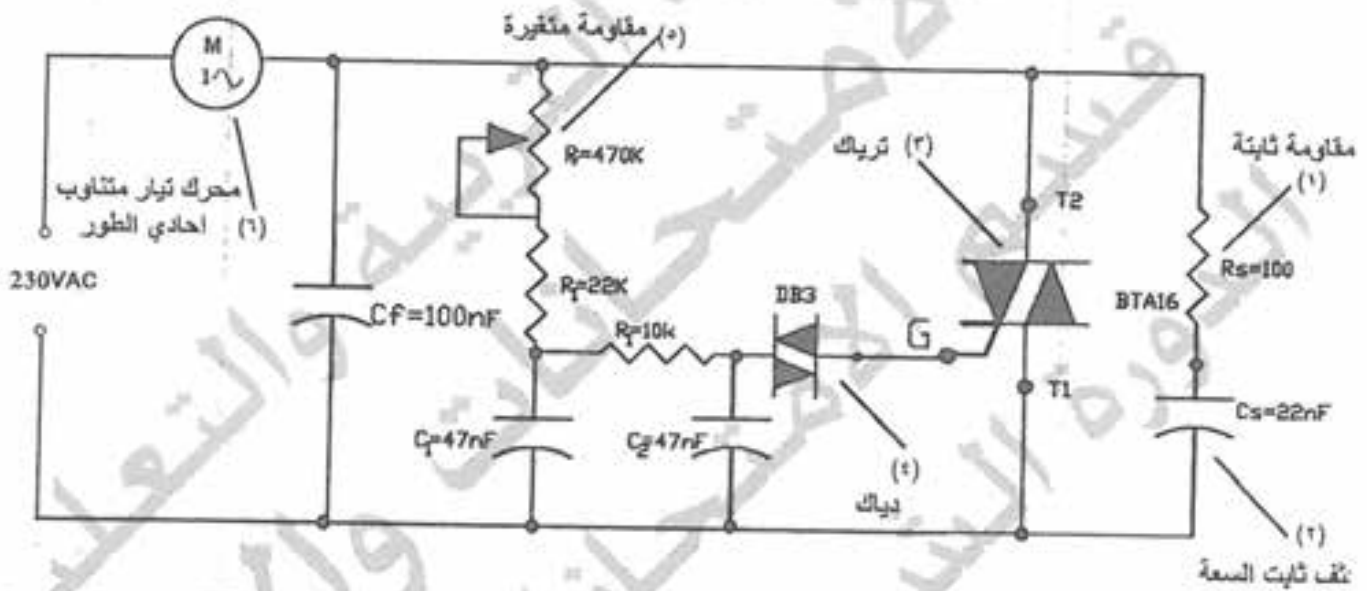 M
1~
مقاومة متغيرة
(٥)
R=470K
محرك تيار متناوب
احادي الطور
(٦)
230VAC
Cf=100nF
R1=22K
R1=10k
C1=47nF
C2=47nF
DB3
(٤)
دياك
G
(٣) ترياك
T2
T1
BTA16
مقاومة ثابتة
(١)
Rs=100
Cs=22nF
(٢)
ثف ثابت السعة